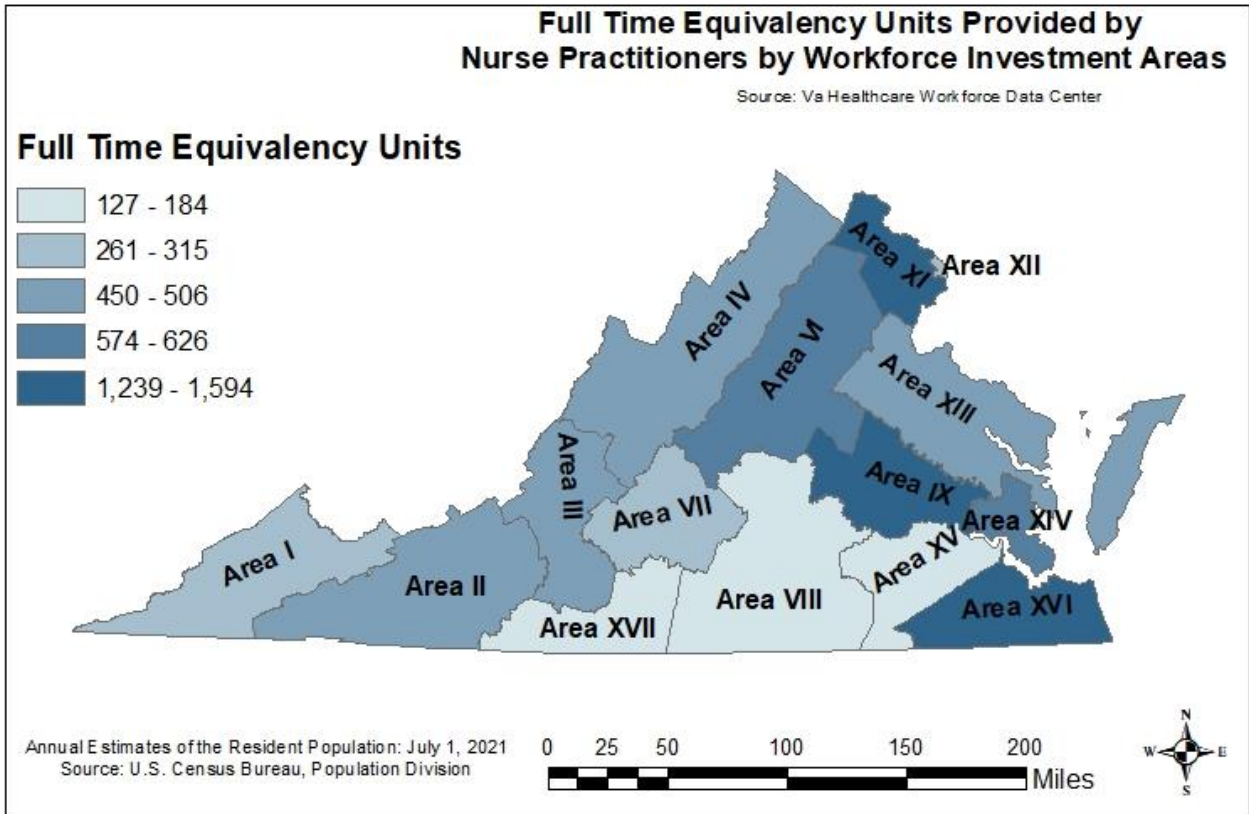 Full Time Equivalency Units Provided by
Nurse Practitioners by Workforce Investment Areas
Source: Va Healthcare Workforce Data Center
Full Time Equivalency Units
127 - 184
261 - 315
450 - 506
574 - 626
1,239 - 1,594
Area XI
Area XII
Area IV
Area VI
Area XIII
Area III
Area VII
Area IX
Area XIV
Area I
Area II
Area XV
Area VIII
Area XVI
Area XVII
Annual Estimates of the Resident Population: July 1, 2021
Source: U.S. Census Bureau, Population Division
0 25 50 100 150 200
Miles
N
W E
S